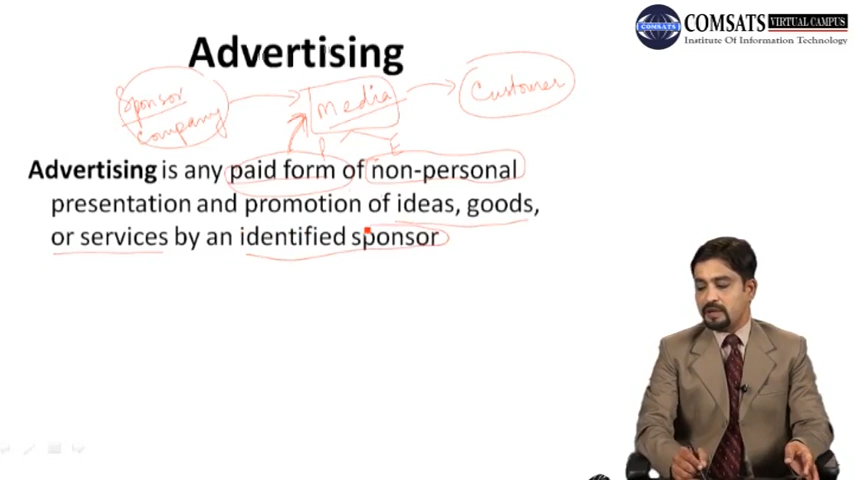 COMSATS VIRTUAL CAMPUS
Institute Of Information Technology
Advertising
Sponsor
company
Media
Customer
P
E
Advertising is any paid form of non-personal
presentation and promotion of ideas, goods,
or services by an identified sponsor